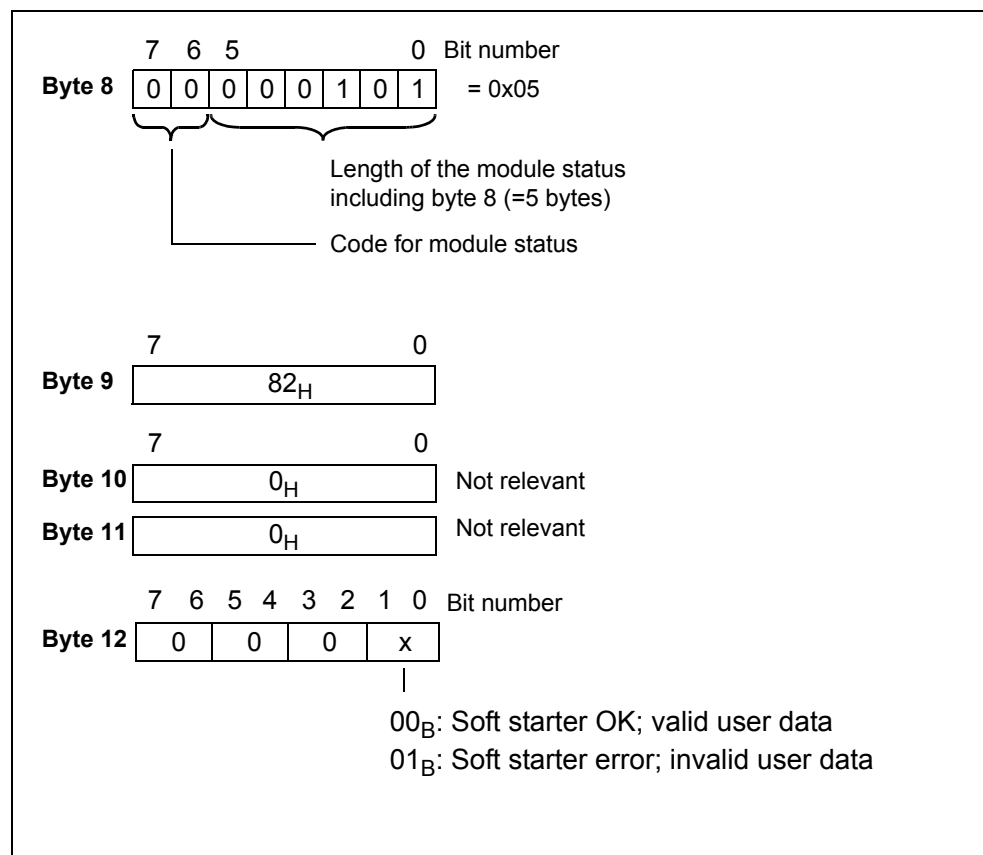 7 6 5 0 Bit number
Byte 8 0 0 0 0 0 1 0 1 = 0x05
Length of the module status
including byte 8 (=5 bytes)
Code for module status
7 0
Byte 9 82H
7 0
Byte 10 0H Not relevant
Byte 11 0H Not relevant
7 6 5 4 3 2 1 0 Bit number
Byte 12 0 0 0 x
00B: Soft starter OK; valid user data
01B: Soft starter error; invalid user data